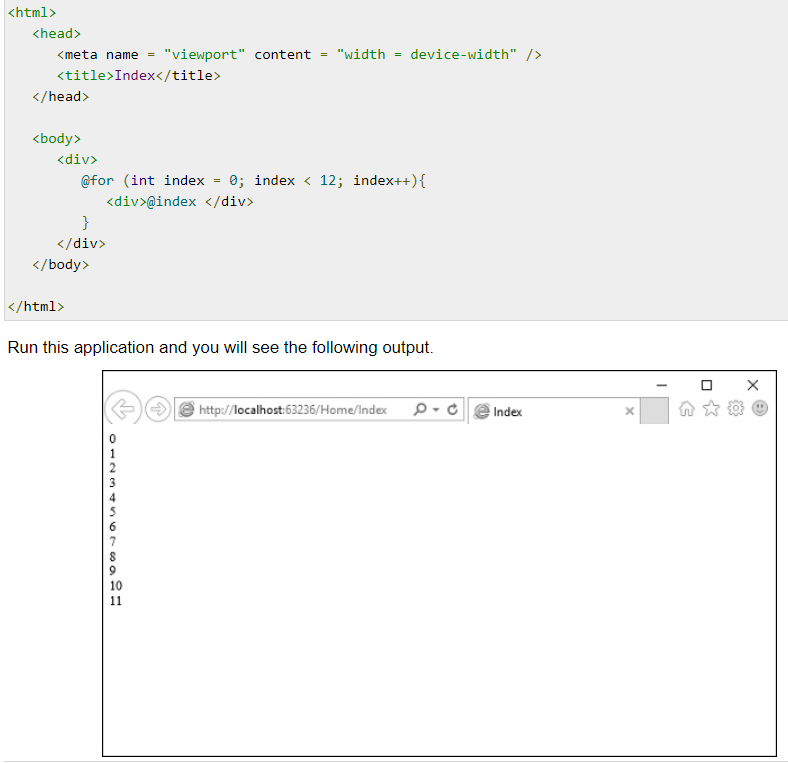 <html>
<head>
<meta name = "viewport" content = "width = device-width" />
<title>Index</title>
</head>
<body>
<div>
@for (int index = 0; index < 12; index++){
<div>@index </div>
}
</div>
</body>
</html>
Run this application and you will see the following output.
http://localhost:63236/Home/Index
Index
0
1
2
3
4
5
6
7
8
9
10
11